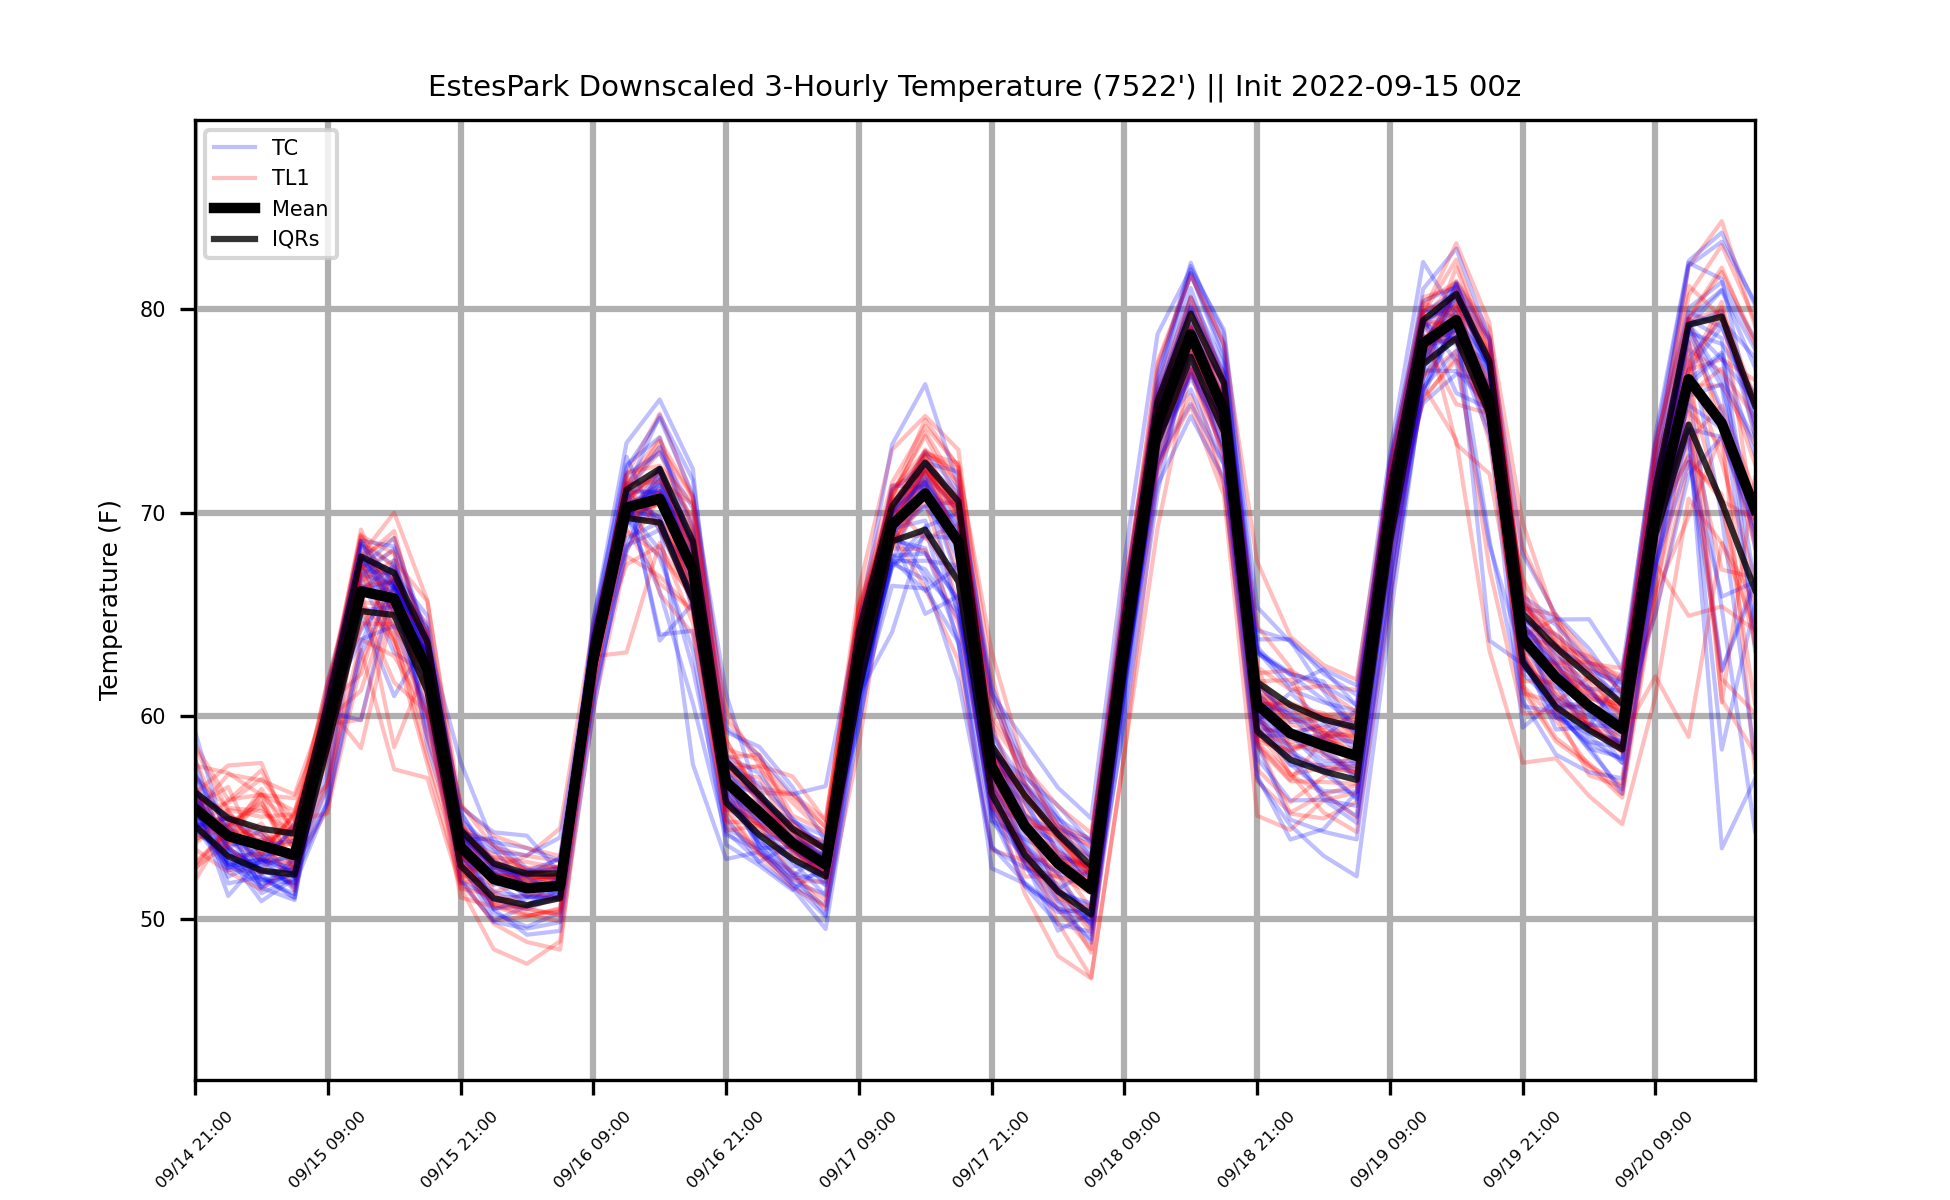 EstesPark Downscaled 3-Hourly Temperature (7522') || Init 2022-09-15 00z
TC
TL1
Mean
IQRs
Temperature (F)
80
70
60
50
09/14 21:00
09/15 09:00
09/15 21:00
09/16 09:00
09/16 21:00
09/17 09:00
09/17 21:00
09/18 09:00
09/18 21:00
09/19 09:00
09/19 21:00
09/20 09:00